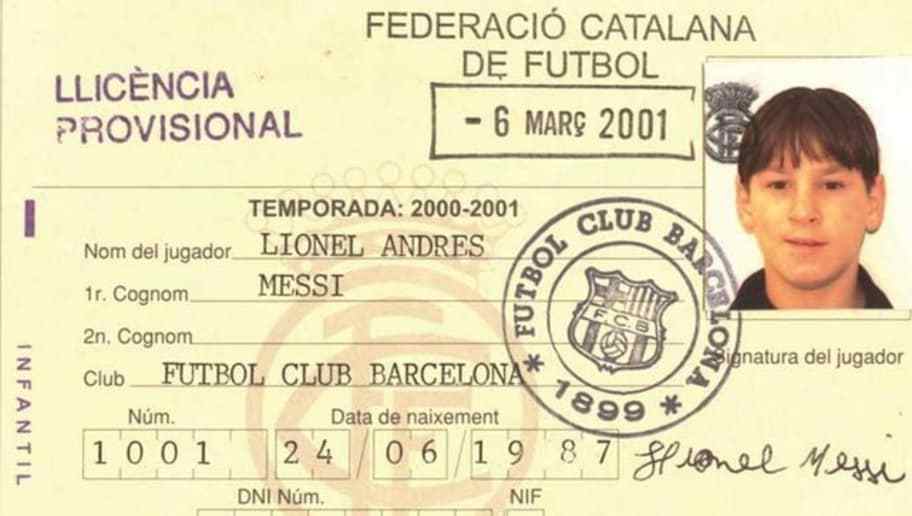 FEDERACIÓ CATALANA
DE FUTBOL
LLICÈNCIA
PROVISIONAL
- 6 MARÇ 2001
TEMPORADA: 2000-2001
Nom del jugador LIONEL ANDRES
1r. Cognom MESSI
2n. Cognom
Club FUTBOL CLUB BARCELONA
FUTBOL CLUB BARCELONA
F.C.B
* 1899 *
Signatura del jugador
INFANTIL
Núm. Data de naixement
1001 24 / 06 / 1987
Lionel Messi
DNI Núm. NIF